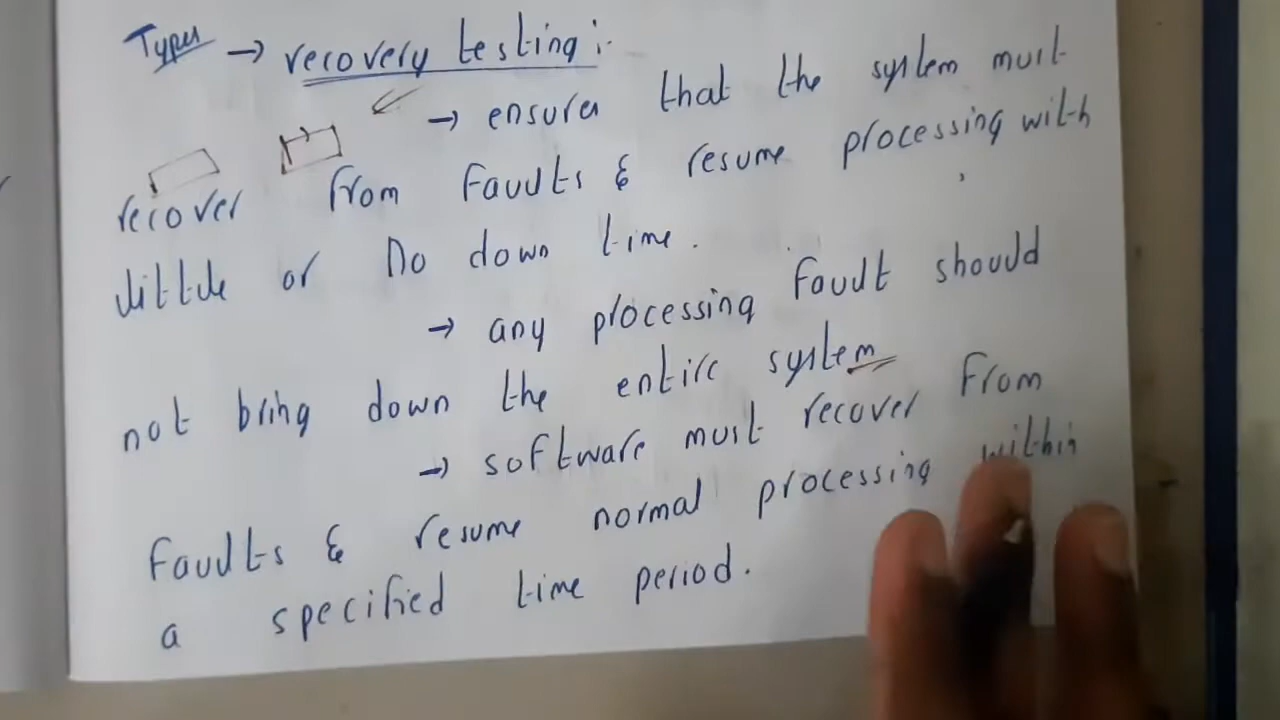 Types → recovery testing :-
→ ensures that the system must
recover from faults & resume processing with
little or no down time.
→ any processing fault should
not bring down the entire system
→ software must recover from
faults & resume normal processing within
a specified time period.